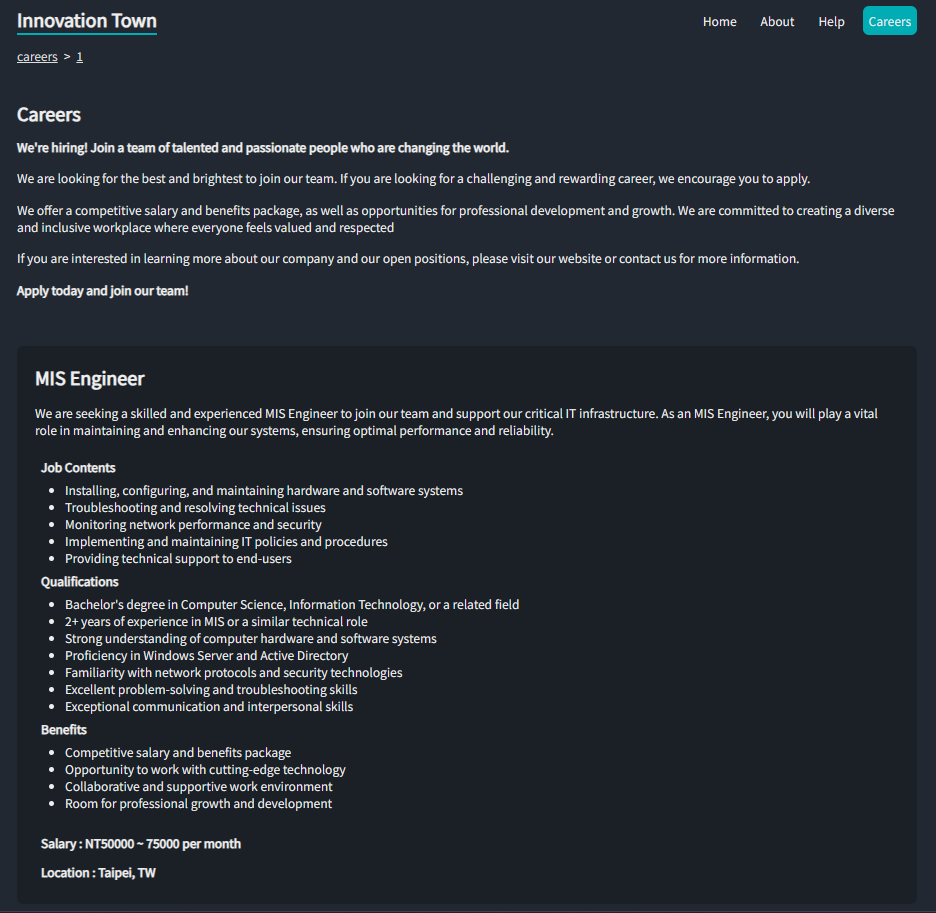 Innovation Town
Home About Help Careers
careers > 1
Careers
We're hiring! Join a team of talented and passionate people who are changing the world.
We are looking for the best and brightest to join our team. If you are looking for a challenging and rewarding career, we encourage you to apply.
We offer a competitive salary and benefits package, as well as opportunities for professional development and growth. We are committed to creating a diverse
and inclusive workplace where everyone feels valued and respected
If you are interested in learning more about our company and our open positions, please visit our website or contact us for more information.
Apply today and join our team!
MIS Engineer
We are seeking a skilled and experienced MIS Engineer to join our team and support our critical IT infrastructure. As an MIS Engineer, you will play a vital
role in maintaining and enhancing our systems, ensuring optimal performance and reliability.
Job Contents
• Installing, configuring, and maintaining hardware and software systems
• Troubleshooting and resolving technical issues
• Monitoring network performance and security
• Implementing and maintaining IT policies and procedures
• Providing technical support to end-users
Qualifications
• Bachelor's degree in Computer Science, Information Technology, or a related field
• 2+ years of experience in MIS or a similar technical role
• Strong understanding of computer hardware and software systems
• Proficiency in Windows Server and Active Directory
• Familiarity with network protocols and security technologies
• Excellent problem-solving and troubleshooting skills
• Exceptional communication and interpersonal skills
Benefits
• Competitive salary and benefits package
• Opportunity to work with cutting-edge technology
• Collaborative and supportive work environment
• Room for professional growth and development
Salary : NT50000 ~ 75000 per month
Location : Taipei, TW